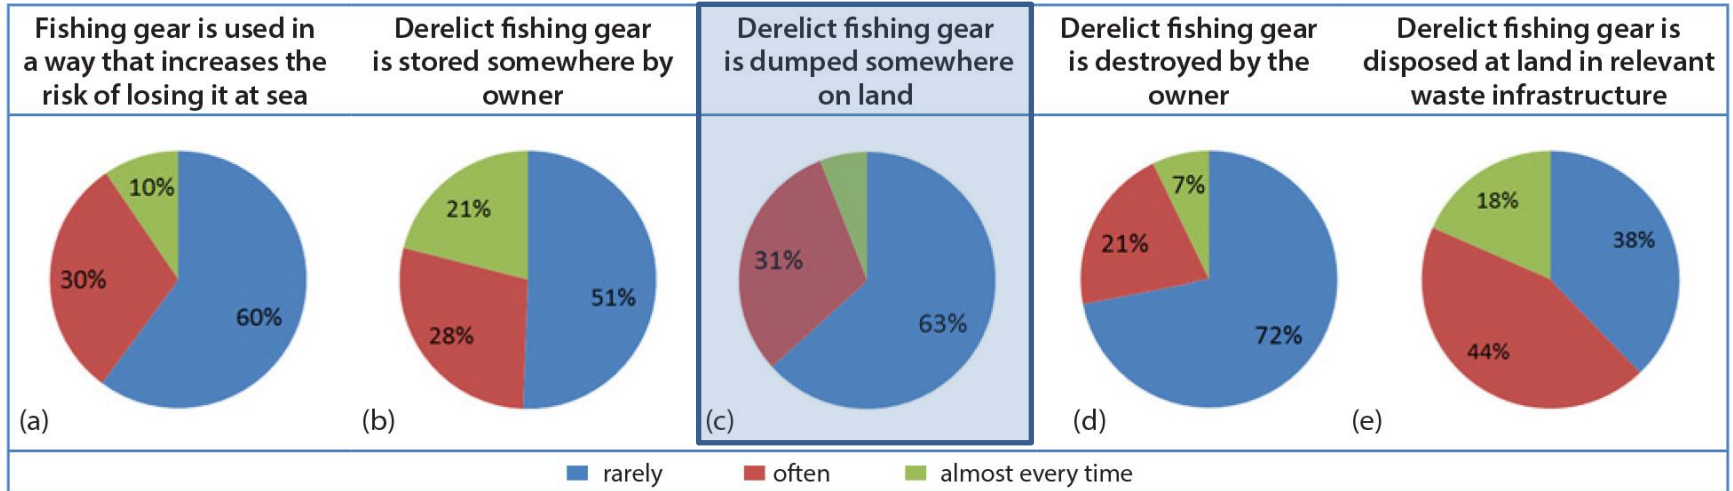 Fishing gear is used in
a way that increases the
risk of losing it at sea
Derelict fishing gear
is stored somewhere by
owner
Derelict fishing gear
is dumped somewhere
on land
Derelict fishing gear
is destroyed by the
owner
Derelict fishing gear is
disposed at land in relevant
waste infrastructure
10%
30%
60%
(a)
21%
28%
51%
(b)
31%
63%
(c)
7%
21%
72%
(d)
18%
38%
44%
(e)
rarely
often
almost every time